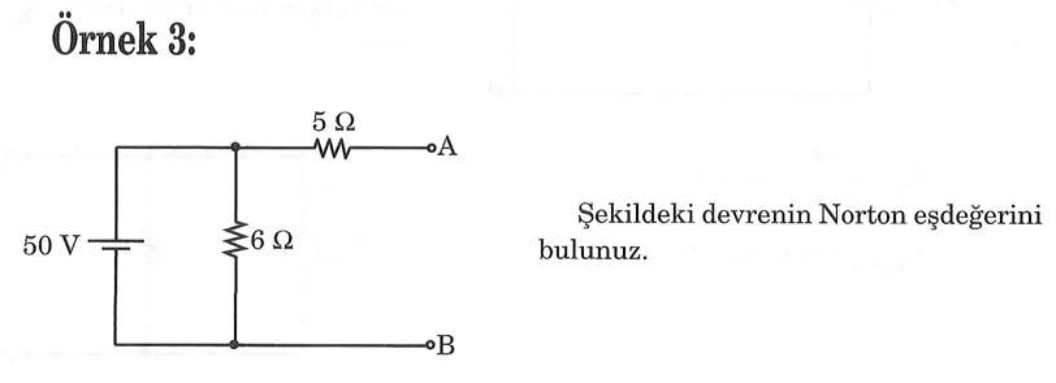 Örnek 3:
5 Ω
A
50 V
6 Ω
B
Şekildeki devrenin Norton eşdeğerini
bulunuz.